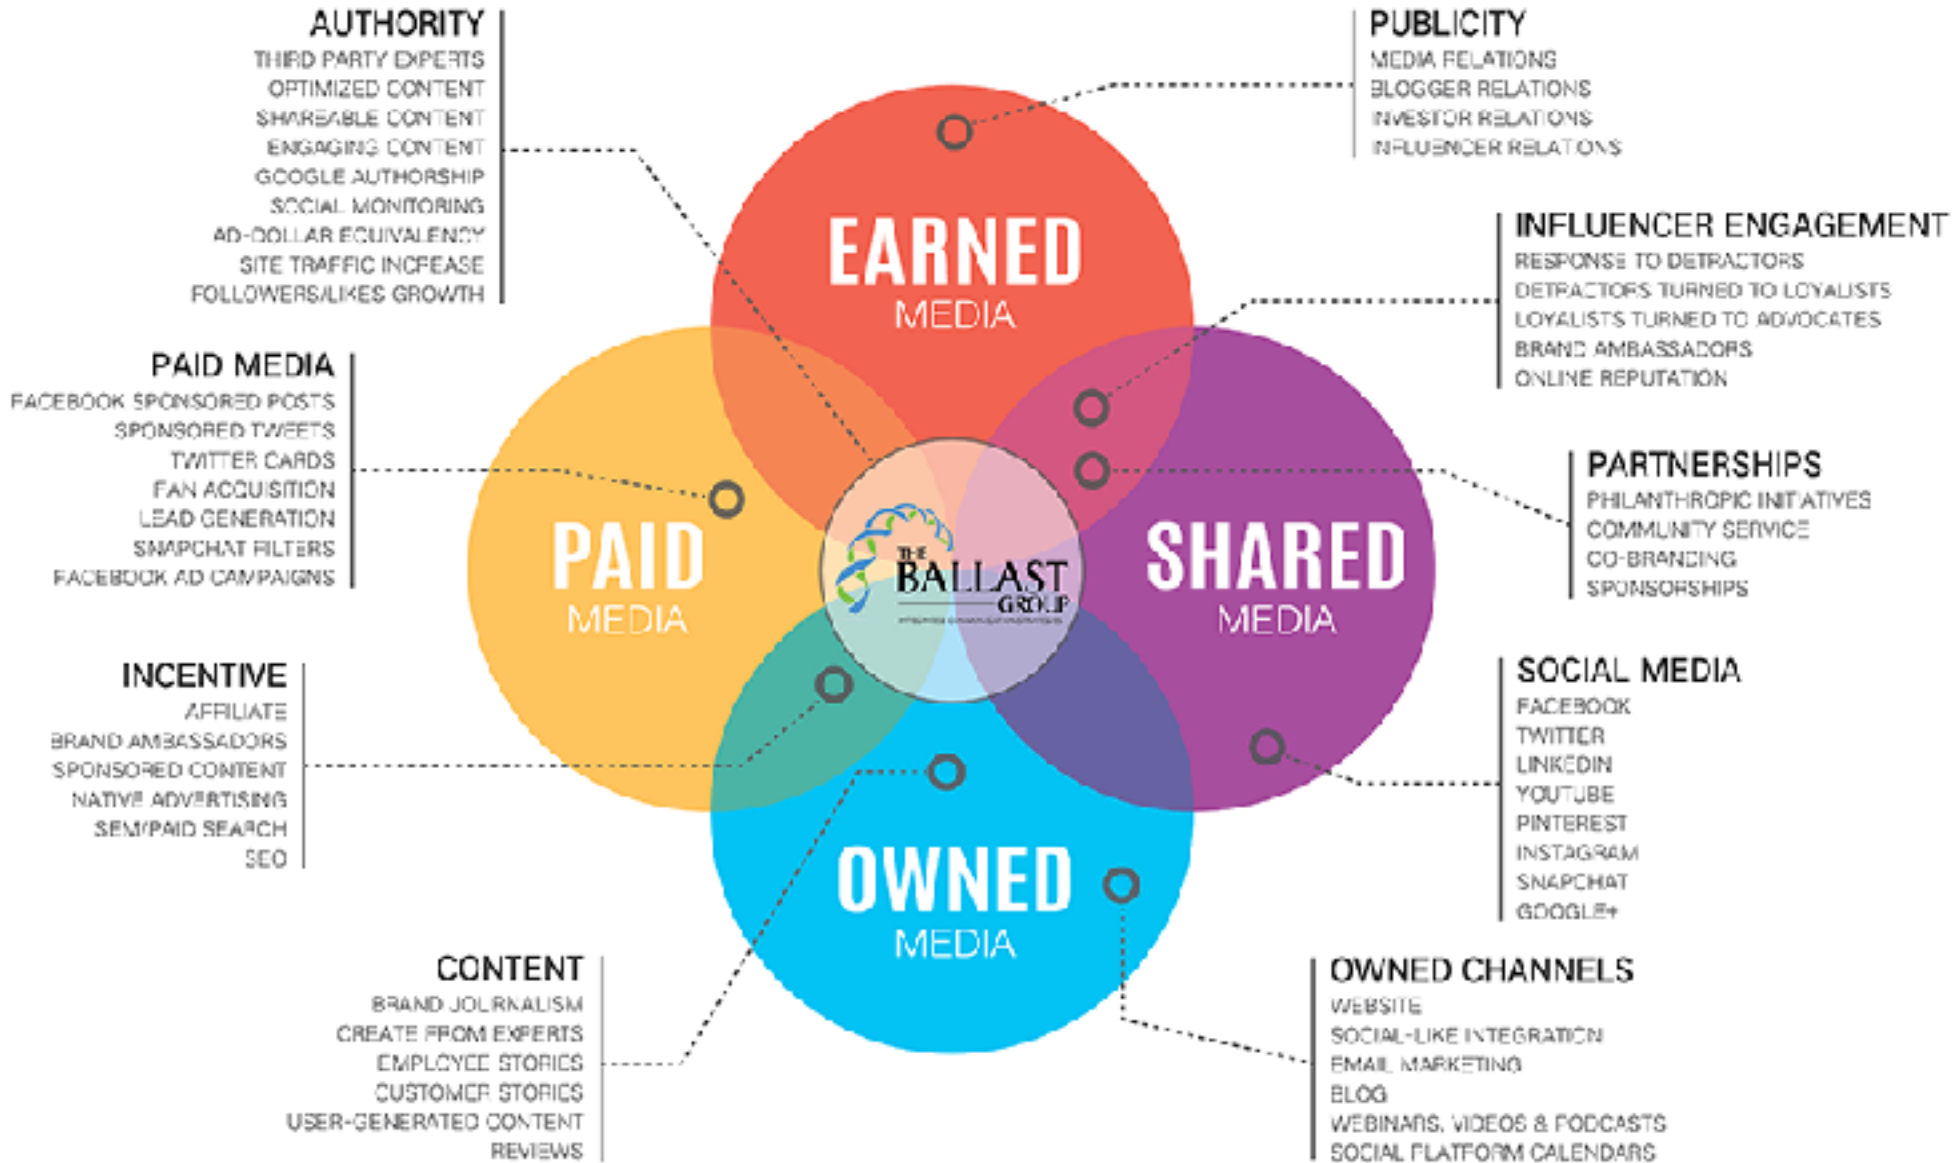 AUTHORITY
THIRD PARTY EXPERTS
OPTIMIZED CONTENT
SHAREABLE CONTENT
ENGAGING CONTENT
GOOGLE AUTHORSHIP
SOCIAL MONITORING
AD-DOLLAR EQUIVALENCY
SITE TRAFFIC INCREASE
FOLLOWERS/LIKES GROWTH
PUBLICITY
MEDIA RELATIONS
BLOGGER RELATIONS
INVESTOR RELATIONS
INFLUENCER RELATIONS
INFLUENCER ENGAGEMENT
RESPONSE TO DETRACTORS
DETRACTORS TURNED TO LOYALISTS
LOYALISTS TURNED TO ADVOCATES
BRAND AMBASSADORS
ONLINE REPUTATION
EARNED
MEDIA
PAID MEDIA
FACEBOOK SPONSORED POSTS
SPONSORED TWEETS
TWITTER CARDS
FAN ACQUISITION
LEAD GENERATION
SNAPCHAT FILTERS
FACEBOOK AD CAMPAIGNS
PARTNERSHIPS
PHILANTHROPIC INITIATIVES
COMMUNITY SERVICE
CO-BRANDING
SPONSORSHIPS
PAID
MEDIA
THE
BALLAST
GROUP
SHARED
MEDIA
INCENTIVE
AFFILIATE
BRAND AMBASSADORS
SPONSORED CONTENT
NATIVE ADVERTISING
SEM/PAID SEARCH
SEO
SOCIAL MEDIA
FACEBOOK
TWITTER
LINKEDIN
YOUTUBE
PINTEREST
INSTAGRAM
SNAPCHAT
GOOGLE+
OWNED
MEDIA
CONTENT
BRAND JOURNALISM
CREATE FROM EXPERTS
EMPLOYEE STORIES
CUSTOMER STORIES
USER-GENERATED CONTENT
REVIEWS
OWNED CHANNELS
WEBSITE
SOCIAL-LIKE INTEGRATION
EMAIL MARKETING
BLOG
WEBINARS, VIDEOS & PODCASTS
SOCIAL PLATFORM CALENDARS